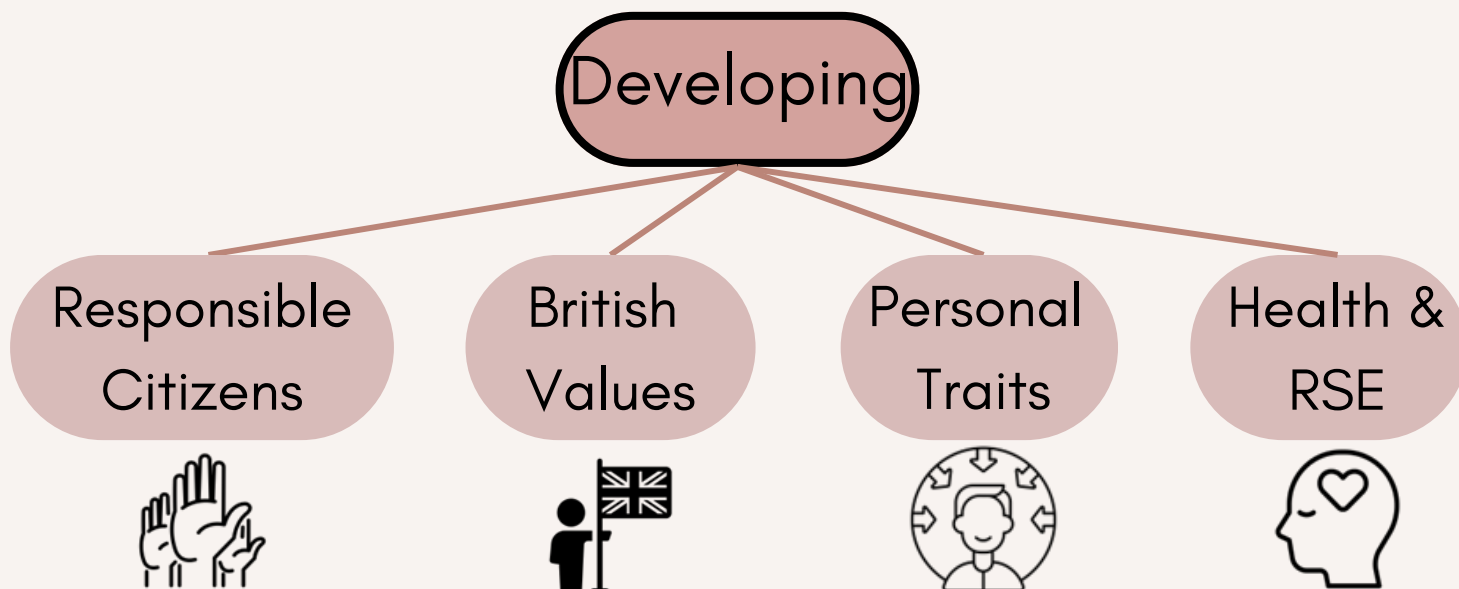 Developing
Responsible
Citizens
British
Values
Personal
Traits
Health &
RSE